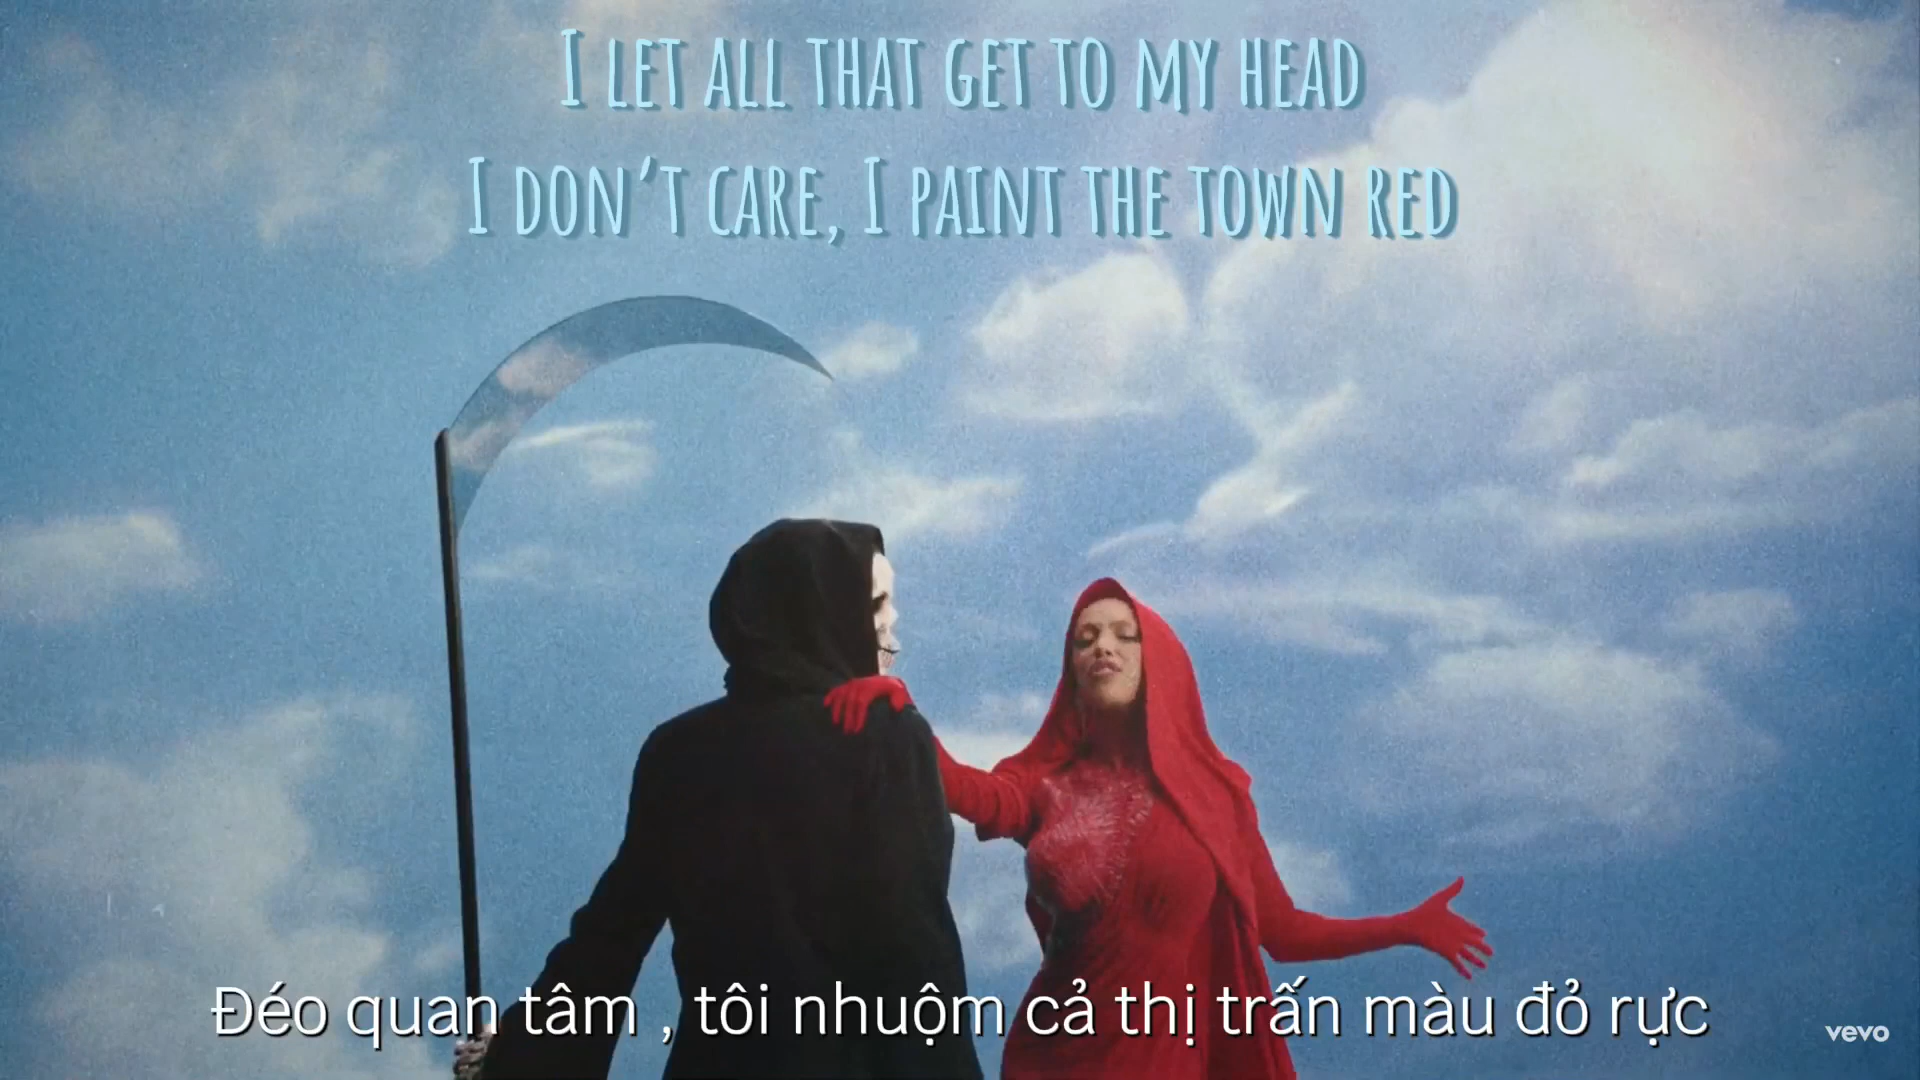 I LET ALL THAT GET TO MY HEAD
I DON'T CARE, I PAINT THE TOWN RED
Đéo quan tâm , tôi nhuộm cả thị trấn màu đỏ rực
vevo